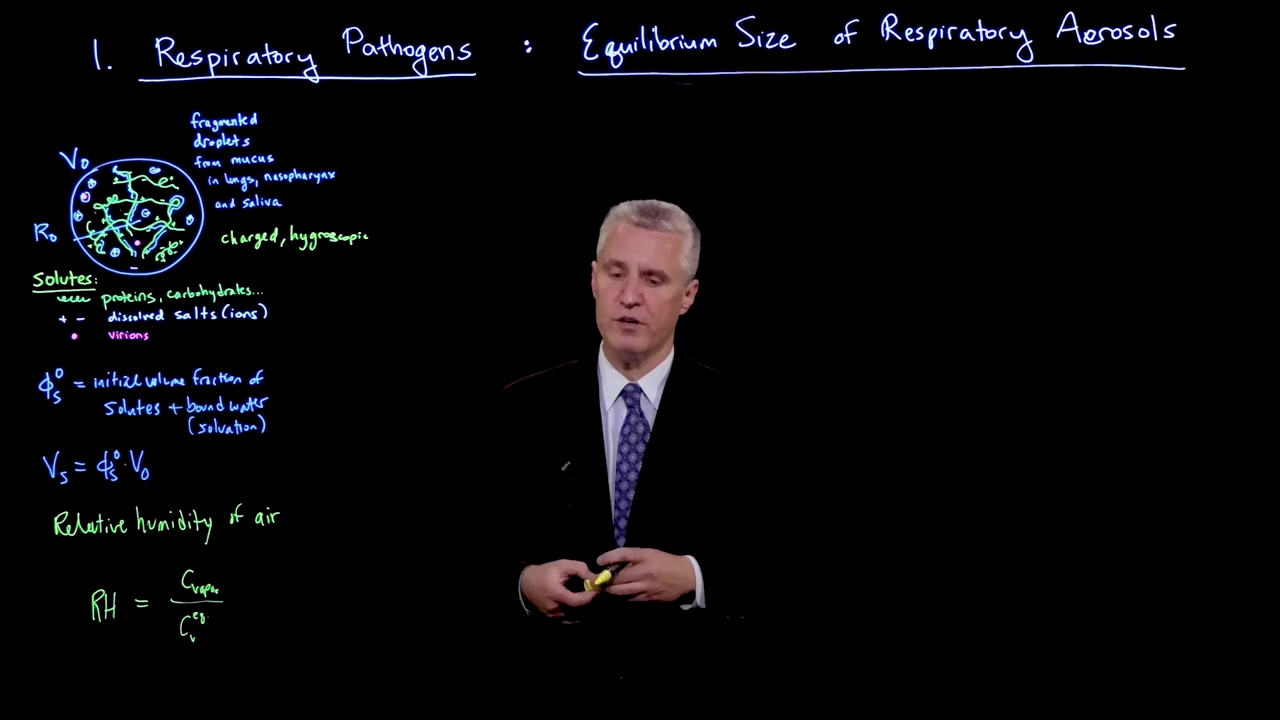 1. Respiratory Pathogens : Equilibrium Size of Respiratory Aerosols
fragmented
droplets
from mucus
in lungs, nasopharynx
and saliva
V₀
R₀
charged, hygroscopic
Solutes:
proteins, carbohydrates...
+ - dissolved salts (ions)
• virions
ϕₛ⁰ = initial volume fraction of
solutes + bound water
(solvation)
Vₛ = ϕₛ⁰·V₀
Relative humidity of air
RH = C_vapor / C_v^eq.